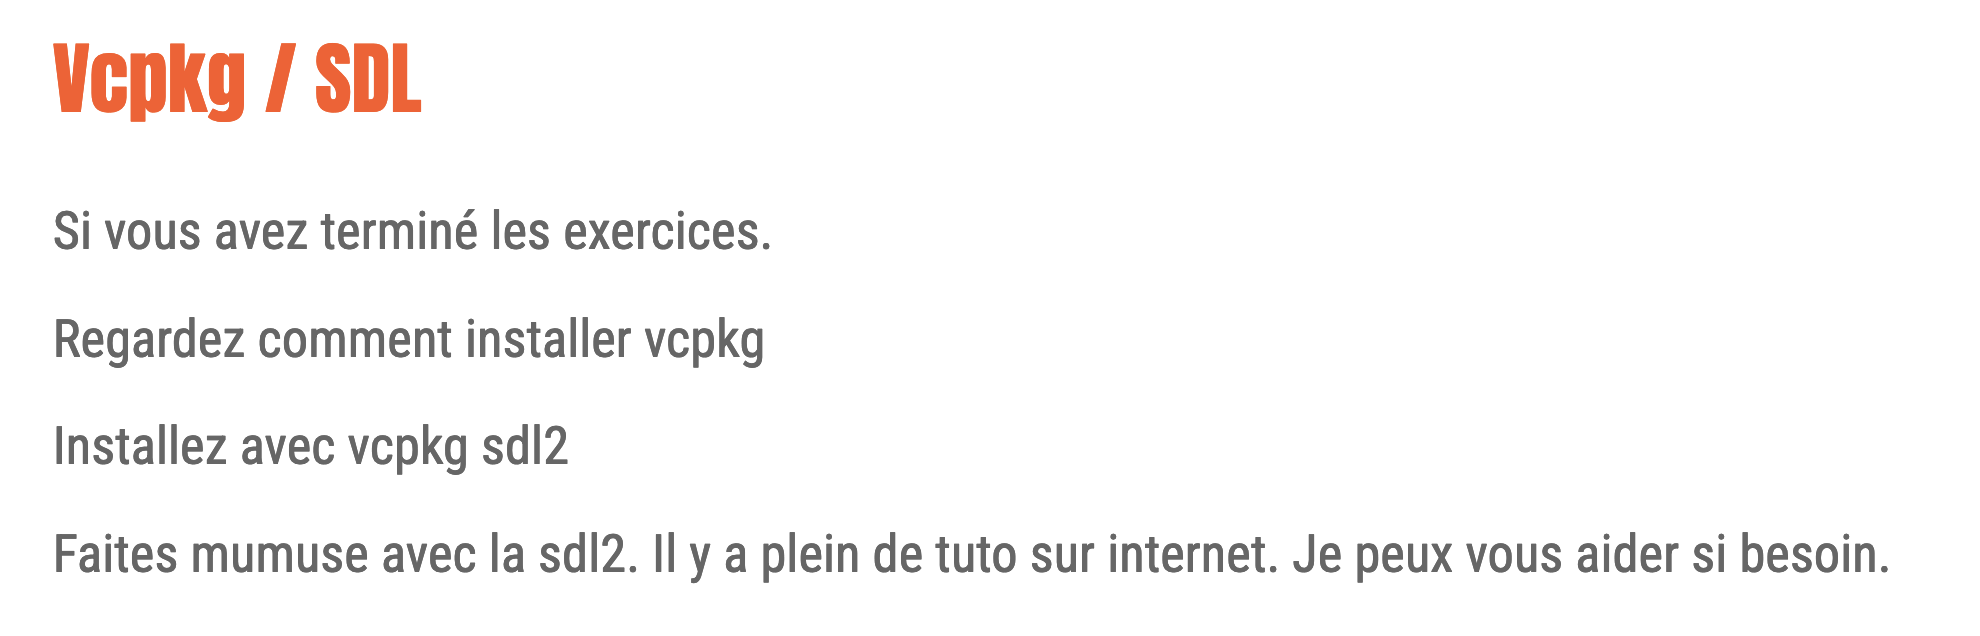 Vcpkg / SDL
Si vous avez terminé les exercices.
Regardez comment installer vcpkg
Installez avec vcpkg sdl2
Faites mumuse avec la sdl2. Il y a plein de tuto sur internet. Je peux vous aider si besoin.